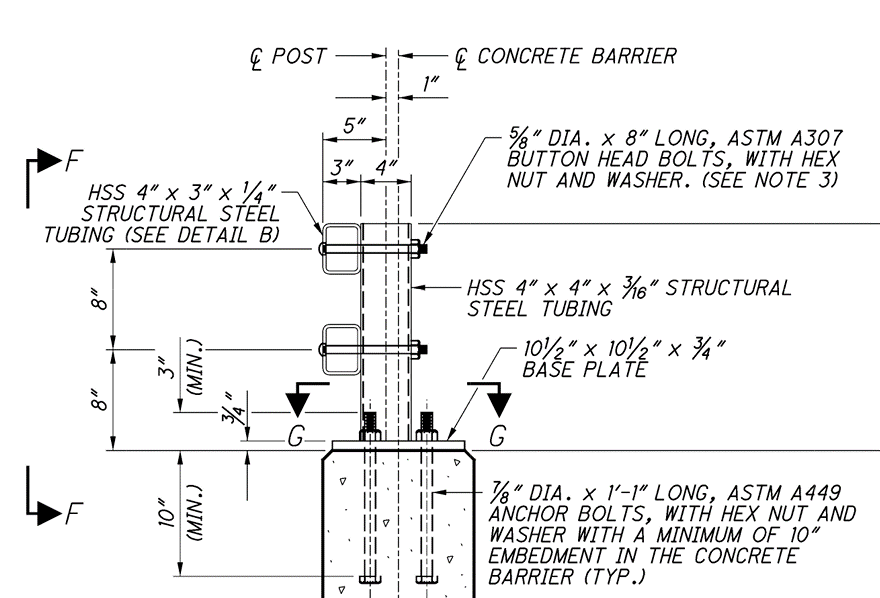 ℄ POST
℄ CONCRETE BARRIER
1"
5"
3"
4"
5/8" DIA. x 8" LONG, ASTM A307
BUTTON HEAD BOLTS, WITH HEX
NUT AND WASHER. (SEE NOTE 3)
F
HSS 4" x 3" x 1/4"
STRUCTURAL STEEL
TUBING (SEE DETAIL B)
HSS 4" x 4" x 3/16" STRUCTURAL
STEEL TUBING
8"
3"
(MIN.)
10 1/2" x 10 1/2" x 3/4"
BASE PLATE
8"
3/4"
G
G
F
10"
(MIN.)
7/8" DIA. x 1'-1" LONG, ASTM A449
ANCHOR BOLTS, WITH HEX NUT AND
WASHER WITH A MINIMUM OF 10"
EMBEDMENT IN THE CONCRETE
BARRIER (TYP.)